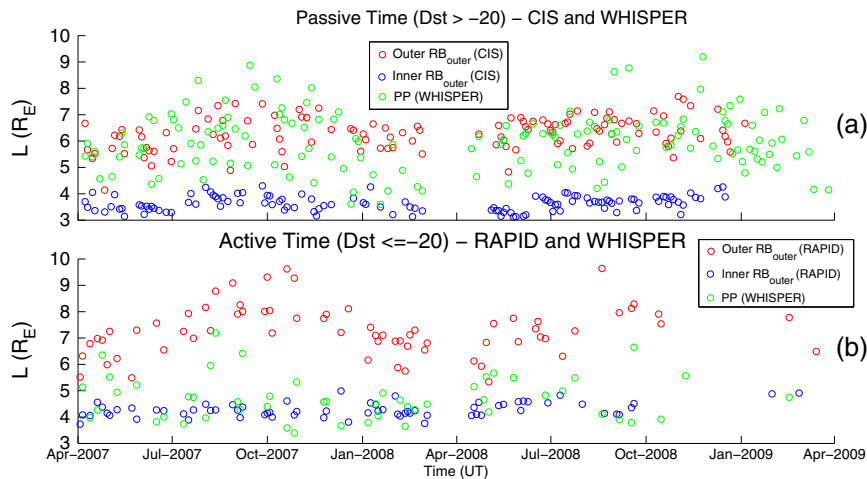 Passive Time (Dst > −20) − CIS and WHISPER
10
9
8
7
6
5
4
3
L (R_E)
Outer RB_outer (CIS)
Inner RB_outer (CIS)
PP (WHISPER)
(a)
Active Time (Dst <=−20) − RAPID and WHISPER
10
9
8
7
6
5
4
3
L (R_E)
Outer RB_outer (RAPID)
Inner RB_outer (RAPID)
PP (WHISPER)
(b)
Apr−2007 Jul−2007 Oct−2007 Jan−2008 Apr−2008 Jul−2008 Oct−2008 Jan−2009 Apr−2009
Time (UT)